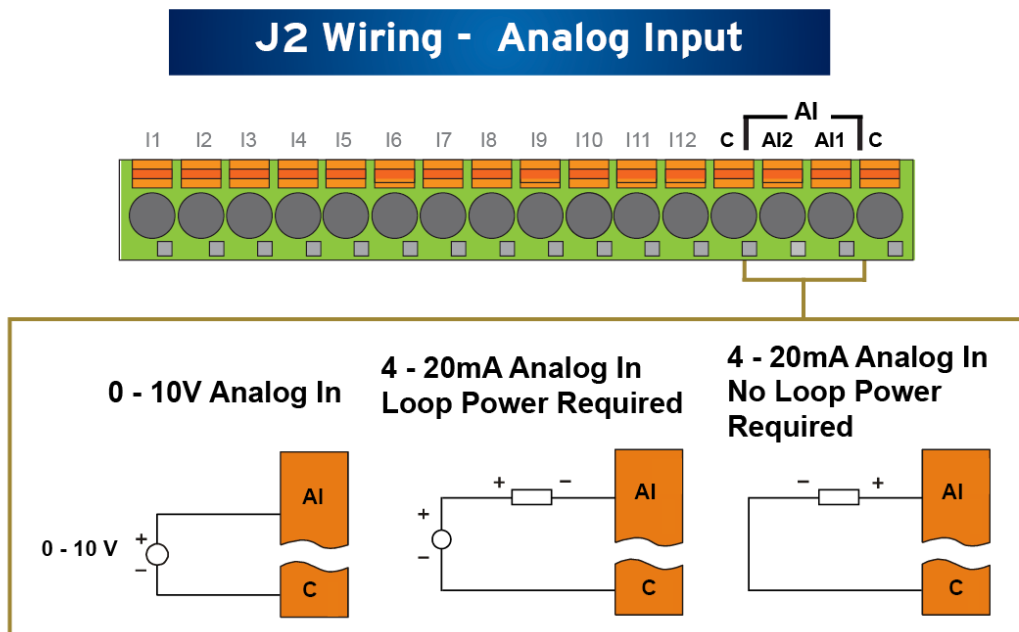 J2 Wiring - Analog Input
AI
I1 I2 I3 I4 I5 I6 I7 I8 I9 I10 I11 I12 C AI2 AI1 C
0 - 10V Analog In
4 - 20mA Analog In
Loop Power Required
4 - 20mA Analog In
No Loop Power
Required
AI
0 - 10 V
+
−
C
+ −
AI
+
−
C
− +
AI
C